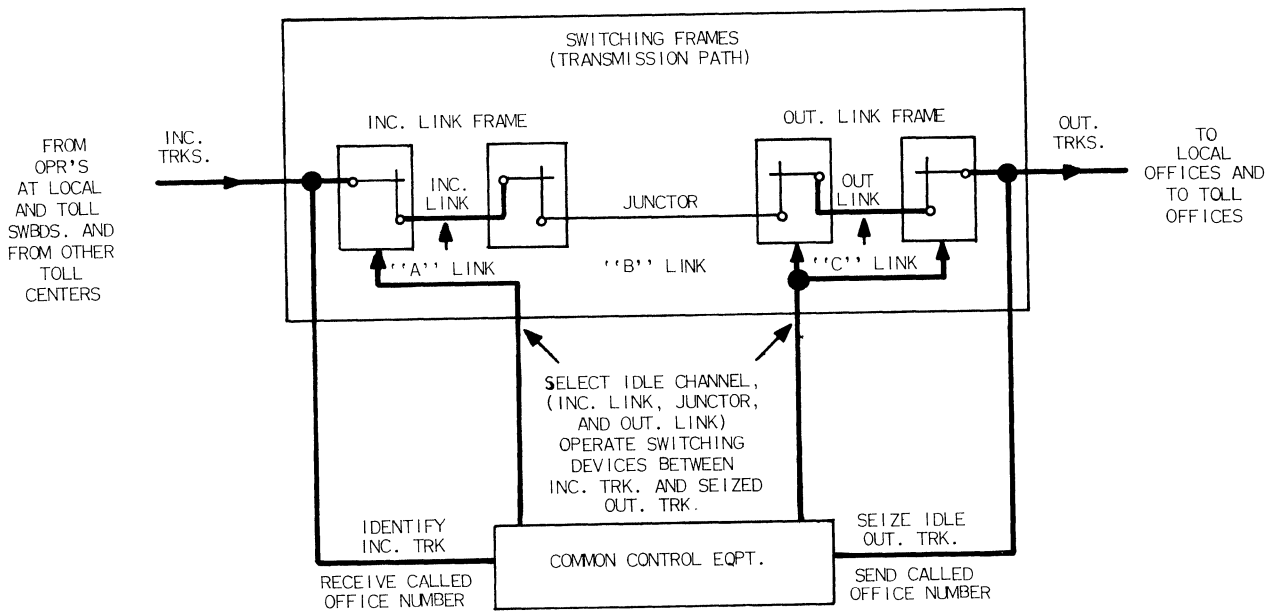 SWITCHING FRAMES
(TRANSMISSION PATH)
INC. LINK FRAME
OUT. LINK FRAME
FROM
OPR'S
AT LOCAL
AND TOLL
SWBDS. AND
FROM OTHER
TOLL
CENTERS
INC.
TRKS.
INC.
LINK
JUNCTOR
OUT
LINK
OUT.
TRKS.
TO
LOCAL
OFFICES AND
TO TOLL
OFFICES
''A'' LINK
''B'' LINK
''C'' LINK
SELECT IDLE CHANNEL,
(INC. LINK, JUNCTOR,
AND OUT. LINK)
OPERATE SWITCHING
DEVICES BETWEEN
INC. TRK. AND SEIZED
OUT. TRK.
IDENTIFY
INC. TRK
RECEIVE CALLED
OFFICE NUMBER
COMMON CONTROL EQPT.
SEIZE IDLE
OUT. TRK.
SEND CALLED
OFFICE NUMBER